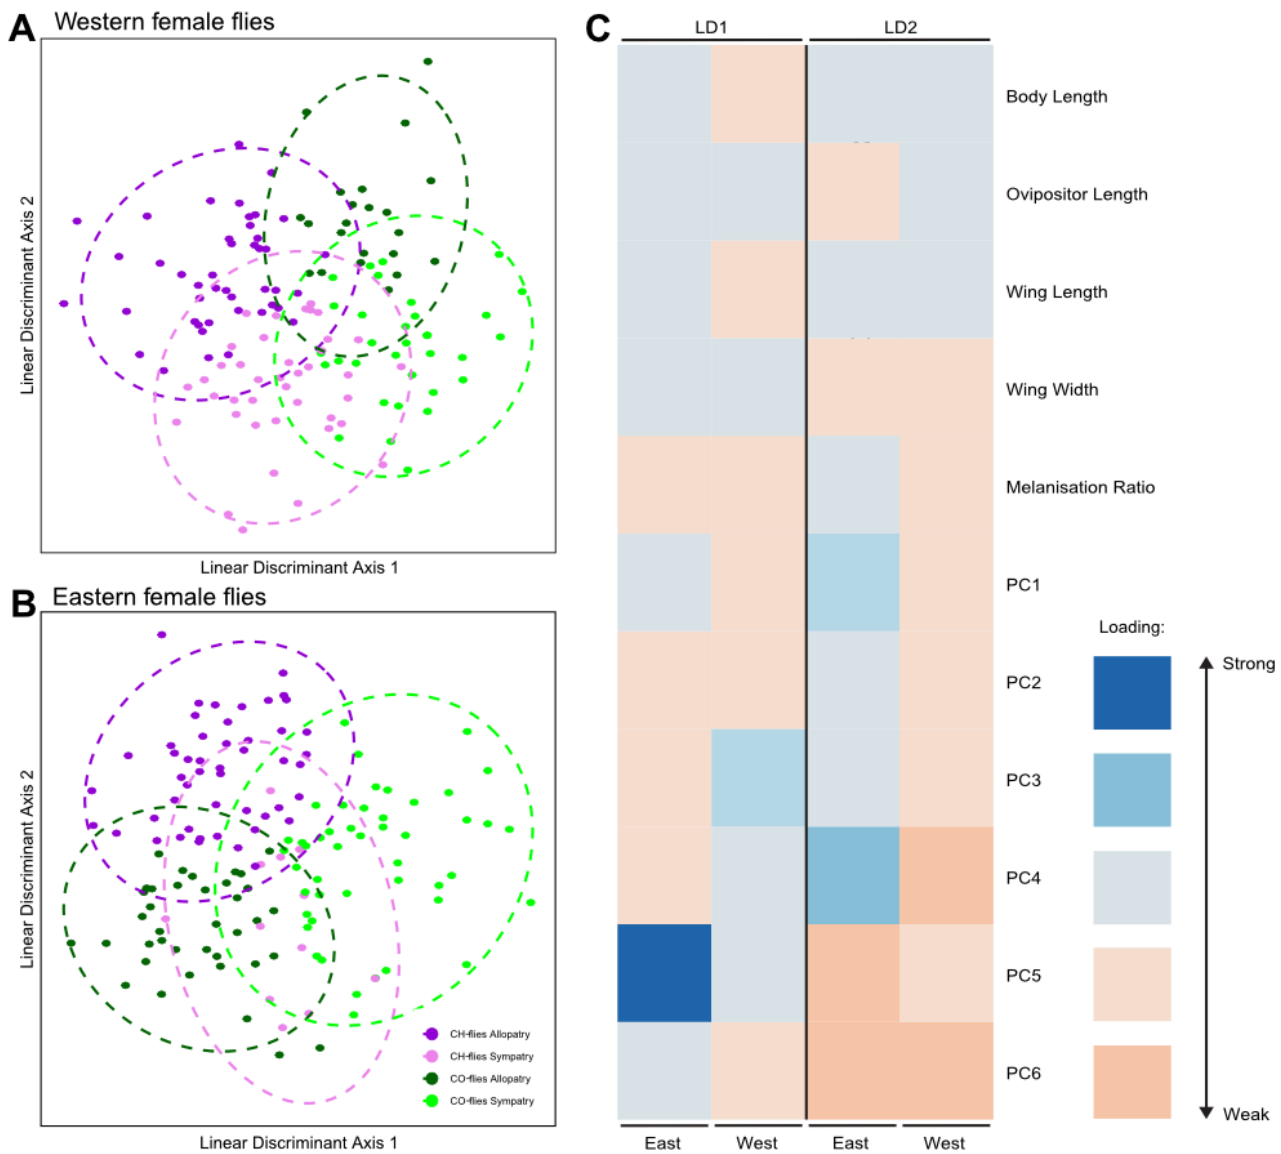 A Western female flies
Linear Discriminant Axis 2
Linear Discriminant Axis 1
B Eastern female flies
Linear Discriminant Axis 2
CH-flies Allopatry
CH-flies Sympatry
CO-flies Allopatry
CO-flies Sympatry
Linear Discriminant Axis 1
C
LD1 LD2
Body Length
Ovipositor Length
Wing Length
Wing Width
Melanisation Ratio
PC1
PC2
PC3
PC4
PC5
PC6
East West East West
Loading:
Strong
Weak